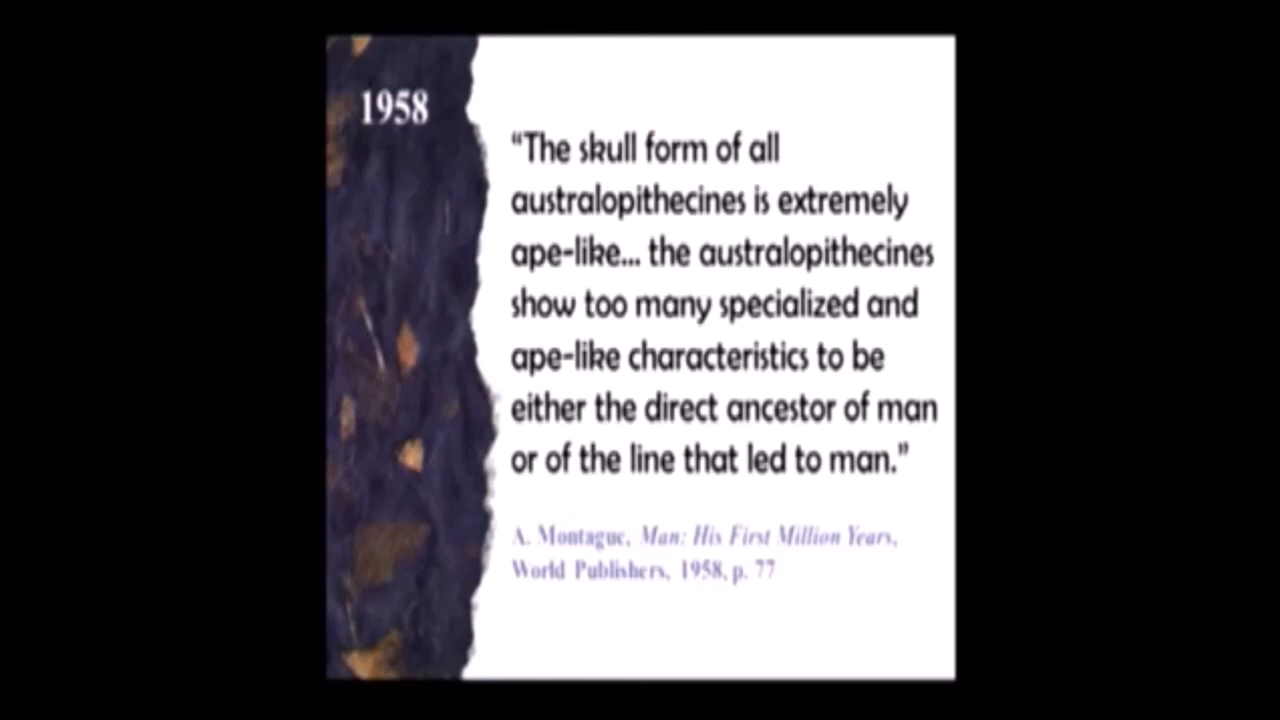 1958
“The skull form of all
australopithecines is extremely
ape-like... the australopithecines
show too many specialized and
ape-like characteristics to be
either the direct ancestor of man
or of the line that led to man.”
A. Montague, Man: His First Million Years,
World Publishers, 1958, p. 77